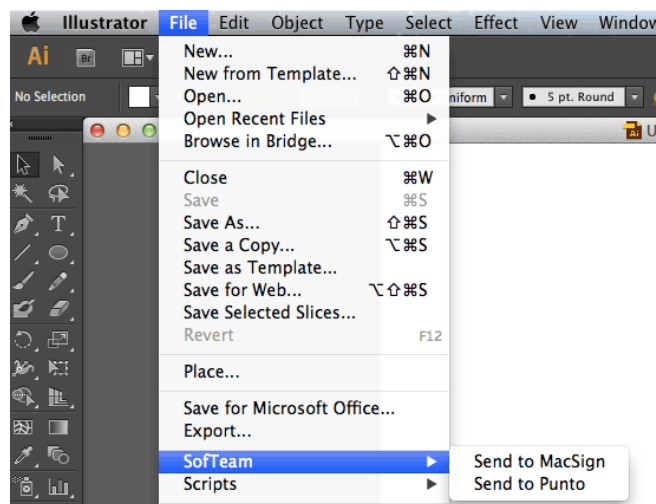 Illustrator File Edit Object Type Select Effect View Window
Ai Br
No Selection niform 5 pt. Round
New... ⌘N
New from Template... ⇧⌘N
Open... ⌘O
Open Recent Files
Browse in Bridge... ⌥⌘O
Close ⌘W
Save ⌘S
Save As... ⇧⌘S
Save a Copy... ⌥⌘S
Save as Template...
Save for Web... ⌥⇧⌘S
Save Selected Slices...
Revert F12
Place...
Save for Microsoft Office...
Export...
SofTeam
Scripts
Send to MacSign
Send to Punto